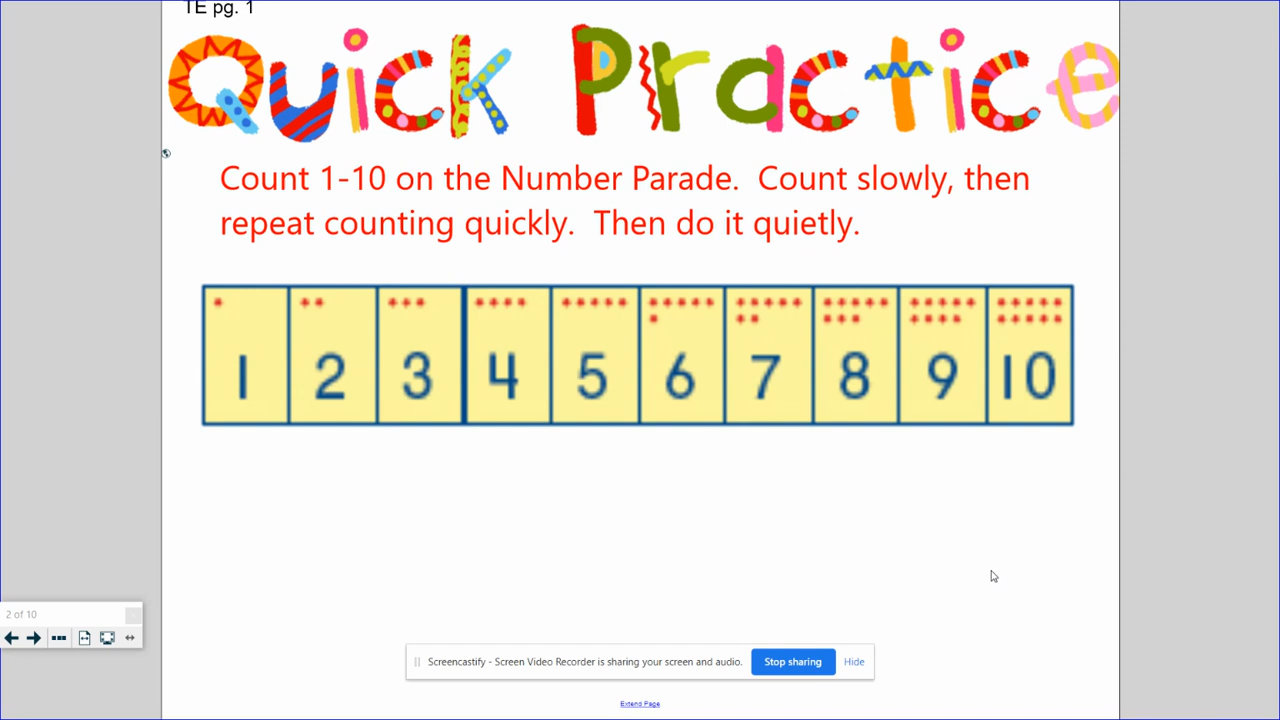 TE pg. 1
Quick Practice
Count 1-10 on the Number Parade.  Count slowly, then
repeat counting quickly.  Then do it quietly.
1 2 3 4 5 6 7 8 9 10
2 of 10
Screencastify - Screen Video Recorder is sharing your screen and audio. Stop sharing Hide
Extend Page